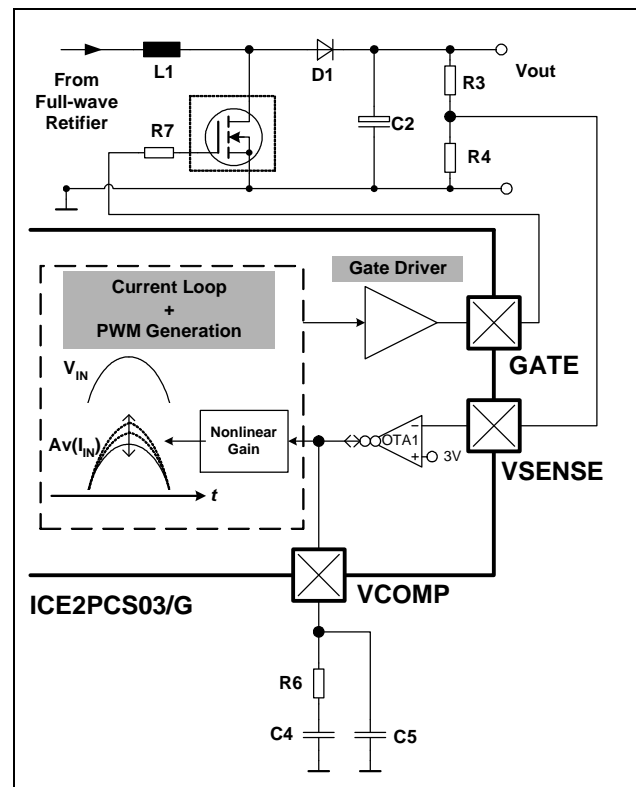 L1
D1
Vout
From
Full-wave
Retifier
R3
C2
R7
R4
Gate Driver
Current Loop
+
PWM Generation
GATE
V IN
Av(I IN)
Nonlinear
Gain
−
OTA1
+
3V
VSENSE
t
VCOMP
ICE2PCS03/G
R6
C4
C5